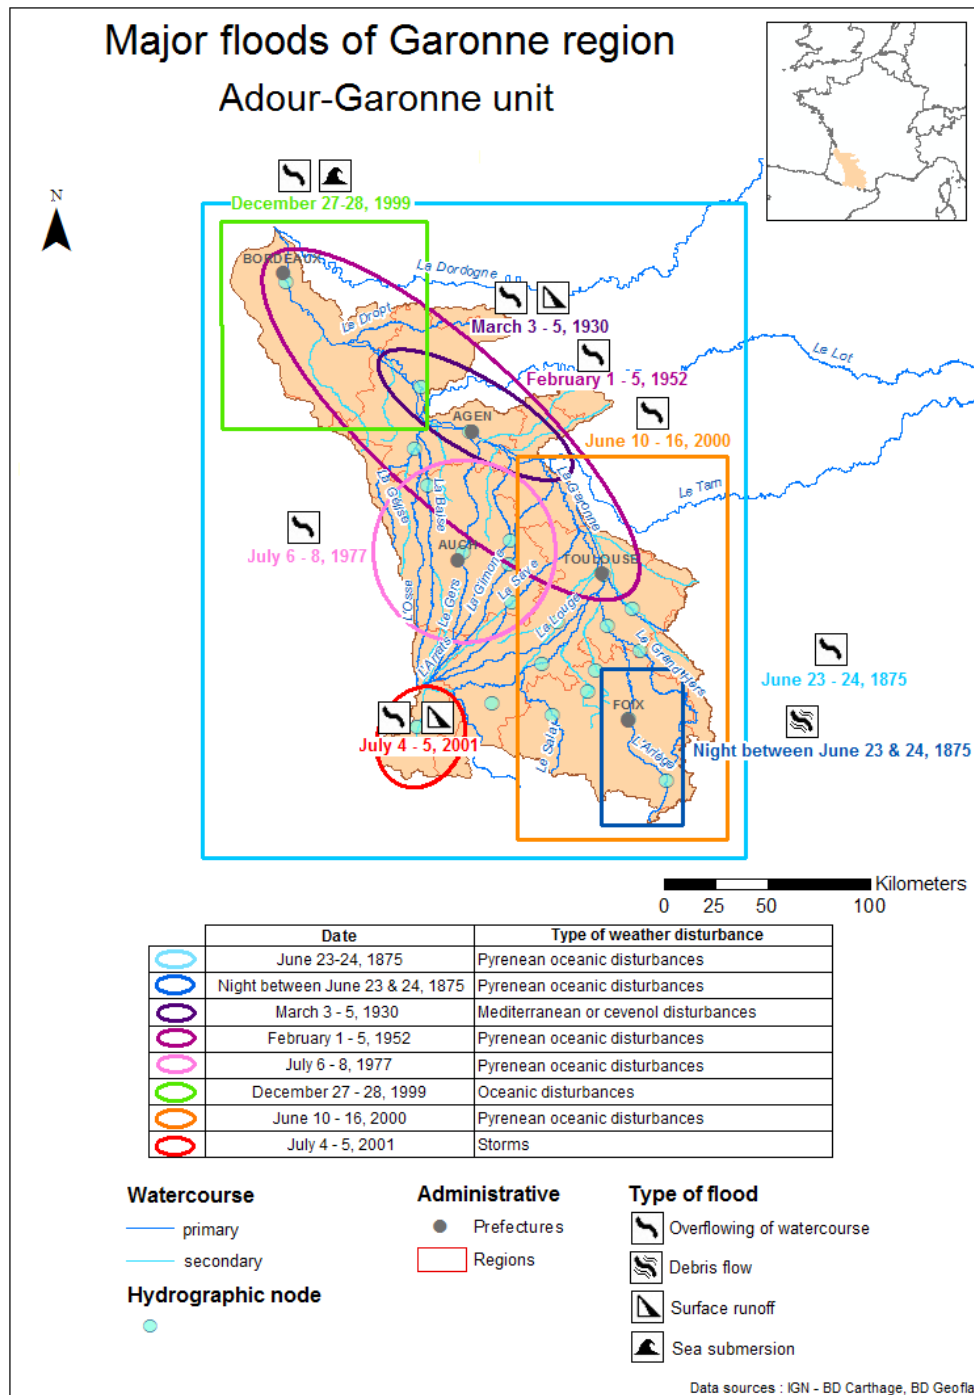 Major floods of Garonne region
Adour-Garonne unit
N
December 27-28, 1999
BORDEAUX
La Dordogne
Le Dropt
March 3 - 5, 1930
Le Lot
February 1 - 5, 1952
AGEN
June 10 - 16, 2000
La Garonne
Le Tarn
La Gélise
La Baïse
July 6 - 8, 1977
AUCH
TOULOUSE
L'Osse
Le Gers
La Gimone
La Save
La Louge
L'Arrats
Le Grand Hers
June 23 - 24, 1875
FOIX
July 4 - 5, 2001
Le Salat
L'Ariège
Night between June 23 & 24, 1875
Kilometers
0 25 50 100
Date Type of weather disturbance
June 23-24, 1875 Pyrenean oceanic disturbances
Night between June 23 & 24, 1875 Pyrenean oceanic disturbances
March 3 - 5, 1930 Mediterranean or cevenol disturbances
February 1 - 5, 1952 Pyrenean oceanic disturbances
July 6 - 8, 1977 Pyrenean oceanic disturbances
December 27 - 28, 1999 Oceanic disturbances
June 10 - 16, 2000 Pyrenean oceanic disturbances
July 4 - 5, 2001 Storms
Watercourse
primary
secondary
Hydrographic node
Administrative
Prefectures
Regions
Type of flood
Overflowing of watercourse
Debris flow
Surface runoff
Sea submersion
Data sources : IGN - BD Carthage, BD Geofla